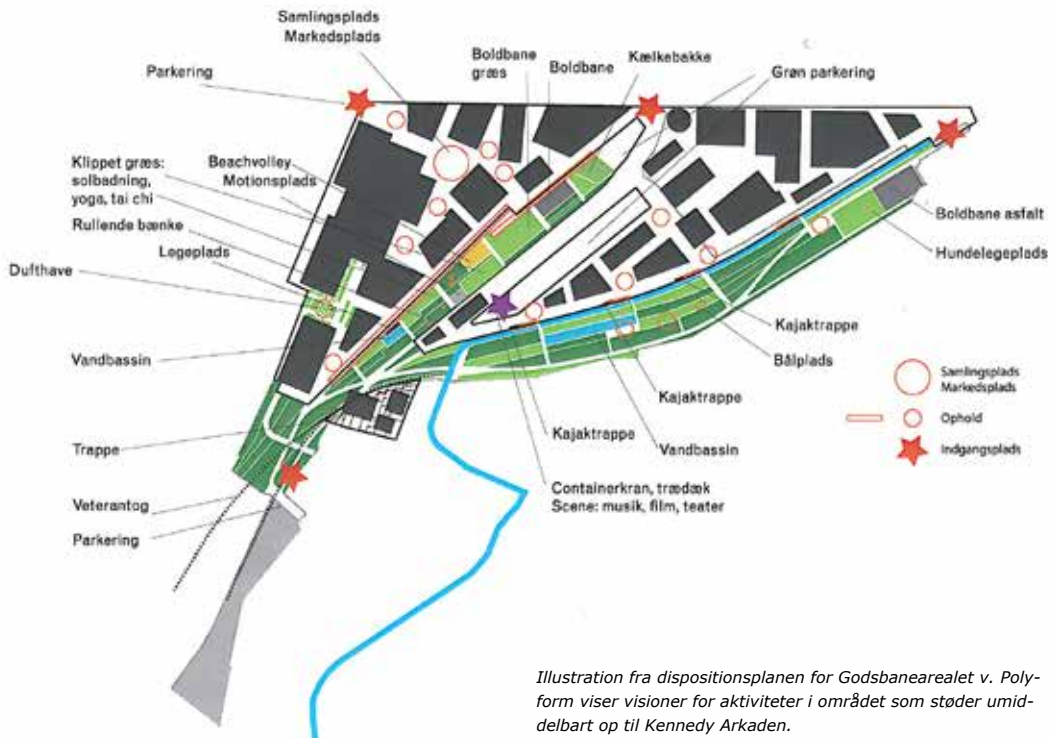 Samlingsplads
Markedsplads
Parkering
Boldbane
græs
Boldbane
Kælkebakke
Grøn parkering
Klippet græs:
solbadning,
yoga, tai chi
Beachvolley
Motionsplads
Rullende bænke
Legeplads
Dufthave
Vandbassin
Trappe
Veterantog
Parkering
Boldbane asfalt
Hundelegeplads
Kajaktrappe
Bålplads
Kajaktrappe
Vandbassin
Kajaktrappe
Containerkran, trædæk
Scene: musik, film, teater
Samlingsplads
Markedsplads
Ophold
Indgangsplads
Illustration fra dispositionsplanen for Godsbanearealet v. Poly-
form viser visioner for aktiviteter i området som støder umid-
delbart op til Kennedy Arkaden.